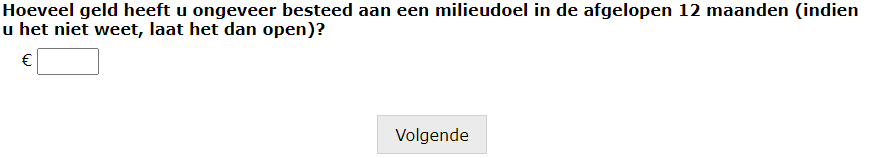 Hoeveel geld heeft u ongeveer besteed aan een milieudoel in de afgelopen 12 maanden (indien
u het niet weet, laat het dan open)?
€
Volgende